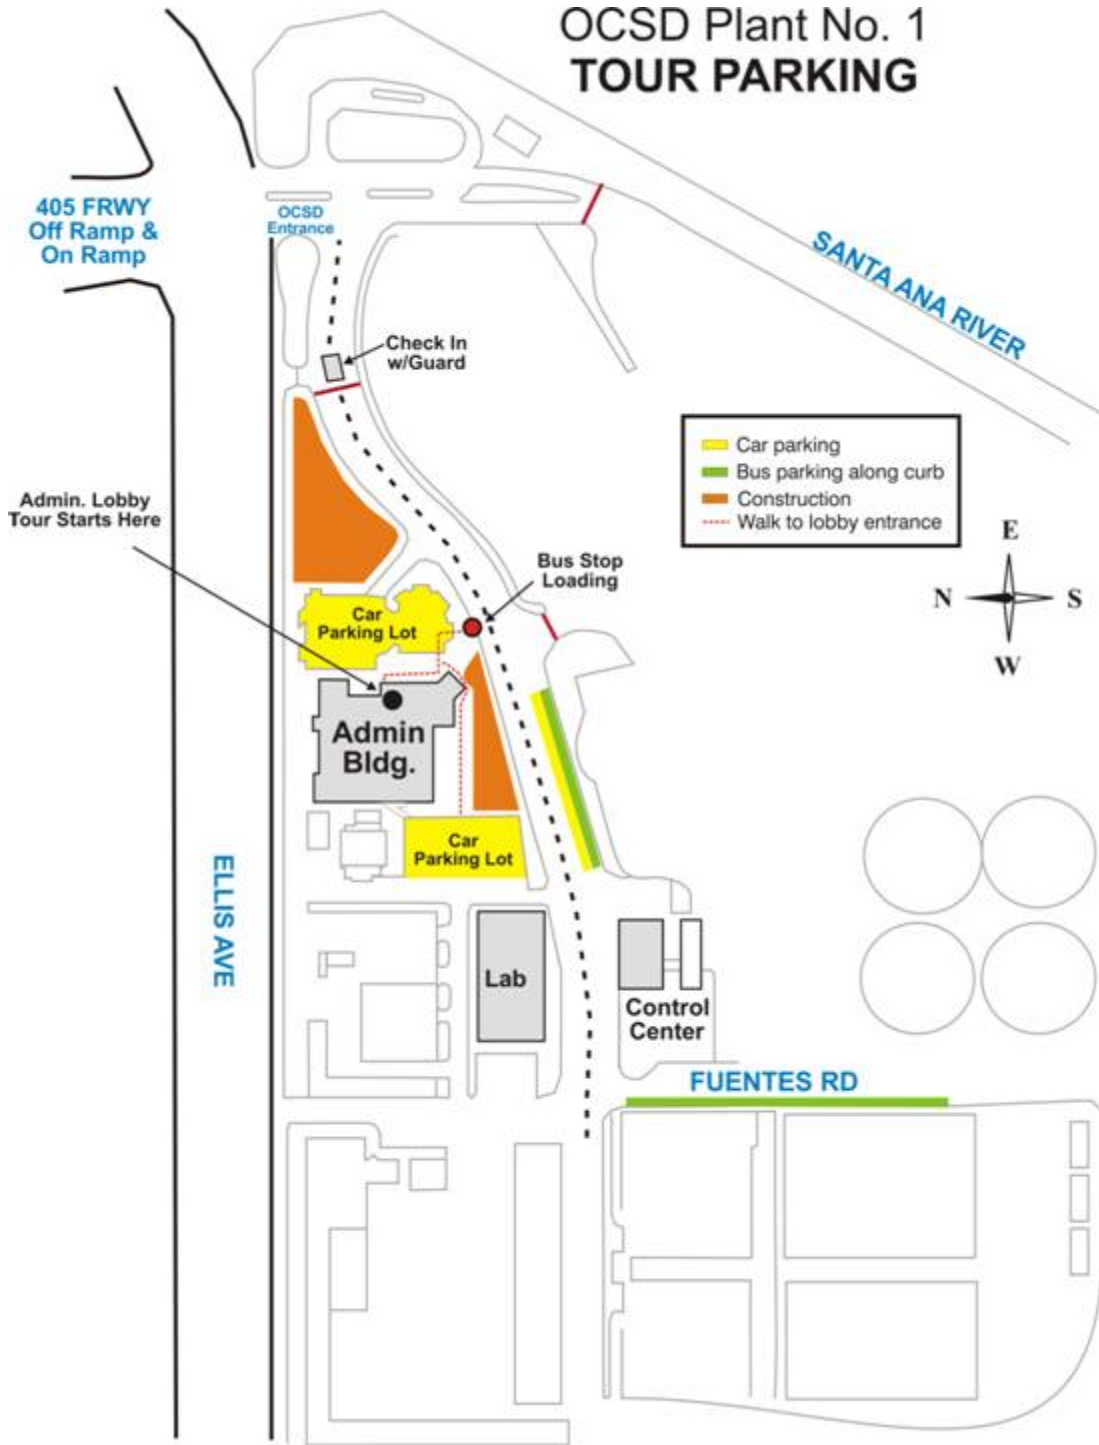 OCSD Plant No. 1
TOUR PARKING
405 FRWY
Off Ramp &
On Ramp
OCSD
Entrance
SANTA ANA RIVER
Check In
w/Guard
Car parking
Bus parking along curb
Construction
Walk to lobby entrance
Admin. Lobby
Tour Starts Here
E
N
S
W
Bus Stop
Loading
Car
Parking Lot
Admin
Bldg.
Car
Parking Lot
ELLIS AVE
Lab
Control
Center
FUENTES RD